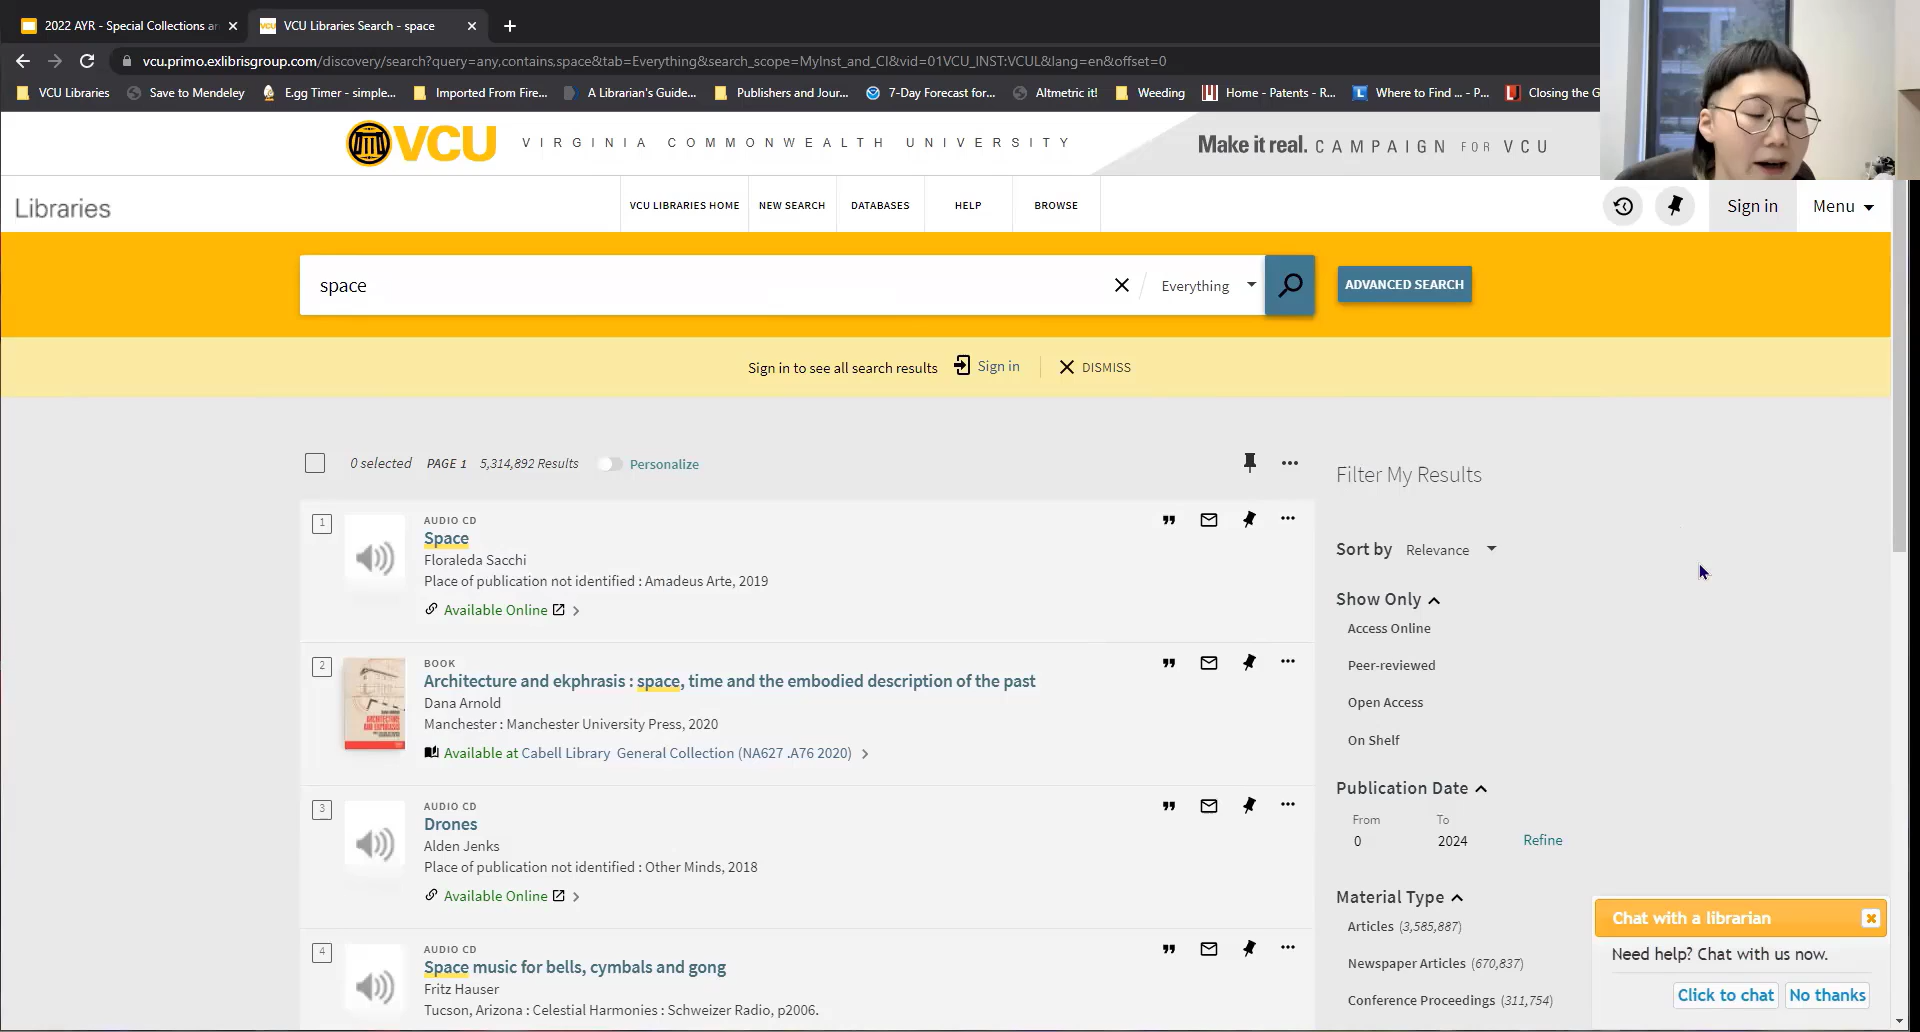 2022 AYR - Special Collections a
VCU Libraries Search - space
vcu.primo.exlibrisgroup.com/discovery/search?query=any,contains,space&tab=Everything&search_scope=MyInst_and_CI&vid=01VCU_INST:VCUL&lang=en&offset=0
VCU Libraries
Save to Mendeley
E.gg Timer - simple...
Imported From Fire...
A Librarian's Guide...
Publishers and Jour...
7-Day Forecast for...
Altmetric it!
Weeding
Home - Patents - R...
Where to Find ... - P...
Closing the G
VCU VIRGINIA COMMONWEALTH UNIVERSITY
Make it real. CAMPAIGN FOR VCU
Libraries
VCU LIBRARIES HOME
NEW SEARCH
DATABASES
HELP
BROWSE
Sign in
Menu
space
Everything
ADVANCED SEARCH
Sign in to see all search results
Sign in
DISMISS
0 selected PAGE 1 5,314,892 Results
Personalize
1
AUDIO CD
Space
Floraleda Sacchi
Place of publication not identified : Amadeus Arte, 2019
Available Online
2
BOOK
Architecture and ekphrasis : space, time and the embodied description of the past
Dana Arnold
Manchester : Manchester University Press, 2020
Available at Cabell Library General Collection (NA627 .A76 2020)
3
AUDIO CD
Drones
Alden Jenks
Place of publication not identified : Other Minds, 2018
Available Online
4
AUDIO CD
Space music for bells, cymbals and gong
Fritz Hauser
Tucson, Arizona : Celestial Harmonies : Schweizer Radio, p2006.
Filter My Results
Sort by Relevance
Show Only
Access Online
Peer-reviewed
Open Access
On Shelf
Publication Date
From To
0 2024 Refine
Material Type
Articles (3,585,887)
Newspaper Articles (670,837)
Conference Proceedings (311,754)
Chat with a librarian
Need help? Chat with us now.
Click to chat
No thanks